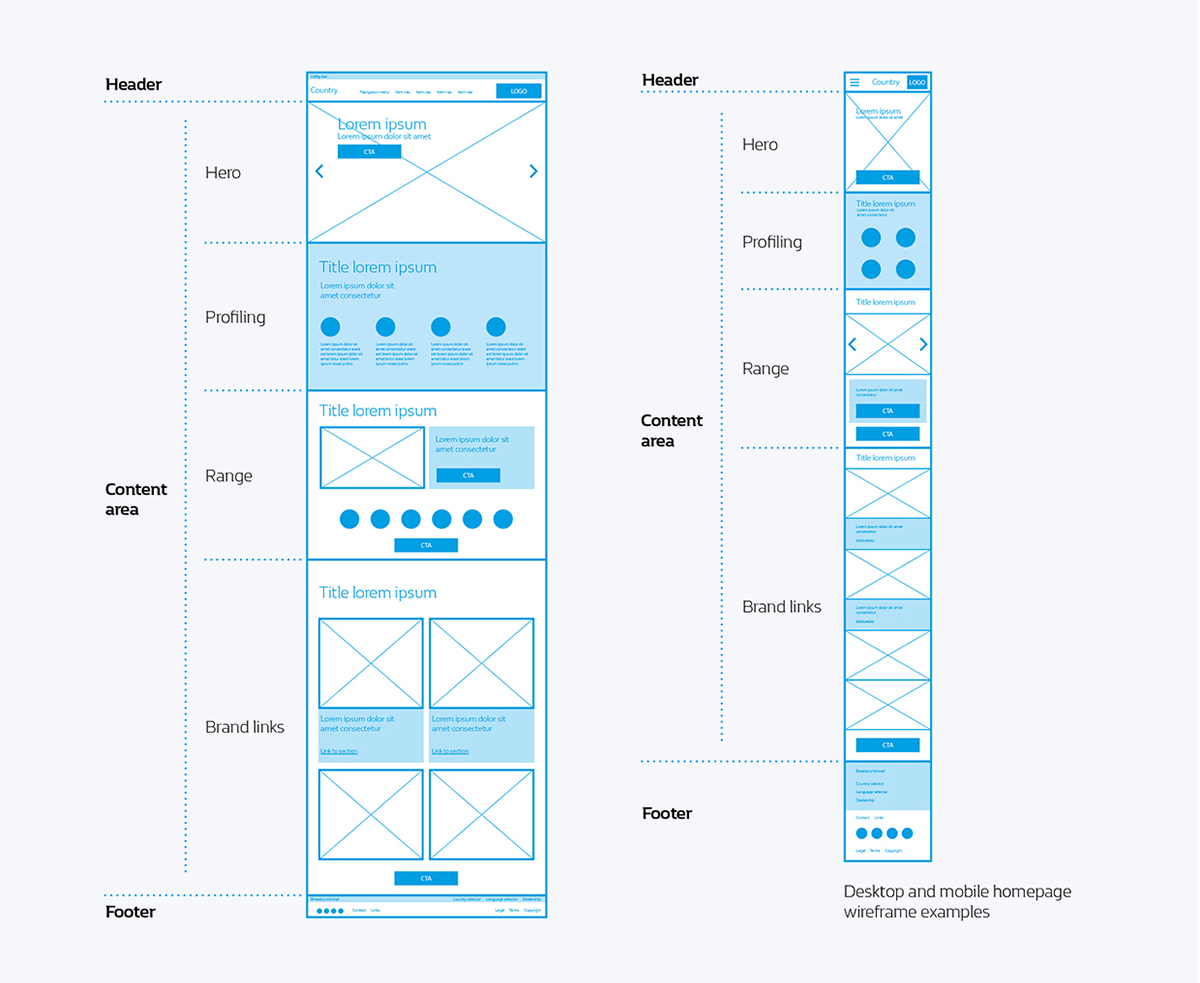 Header
Hero
Profiling
Range
Content
area
Brand links
Footer
Utility bar
Country
Navigation menu Item nav Item nav Item nav Item nav
LOGO
Lorem ipsum
Lorem ipsum dolor sit amet
CTA
Title lorem ipsum
Lorem ipsum dolor sit
amet consectetur
Title lorem ipsum
Lorem ipsum dolor sit
amet consectetur
CTA
CTA
Title lorem ipsum
Lorem ipsum dolor sit
amet consectetur
Link to section
Lorem ipsum dolor sit
amet consectetur
Link to section
CTA
Breadcrumb trail
Country selector Language selector Dealership
Contact Links
Legal Terms Copyright
Header
Hero
Profiling
Range
Content
area
Brand links
Footer
Country
LOGO
Lorem ipsum
Lorem ipsum dolor sit amet
CTA
Title lorem ipsum
Lorem ipsum dolor sit
amet consectetur
Title lorem ipsum
Lorem ipsum dolor sit amet
consectetur
CTA
CTA
Title lorem ipsum
Lorem ipsum dolor sit amet
consectetur
Lorem ipsum dolor sit amet
consectetur
CTA
Breadcrumb trail
Country selector
Language selector
Dealership
Contact Links
Legal Terms Copyright
Desktop and mobile homepage
wireframe examples